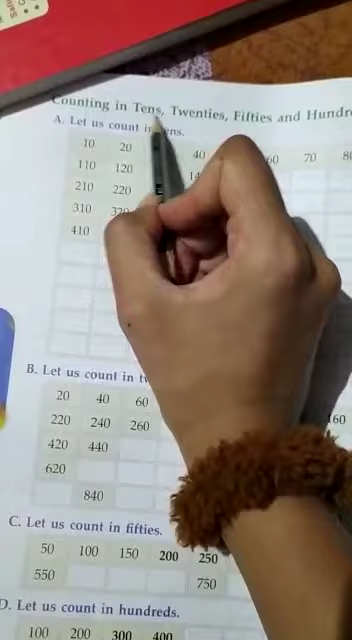 Counting in Tens, Twenties, Fifties and Hundr
A. Let us count in tens.
10 20 40 60 70 80
110 120
210 220
310 320
410
B. Let us count in tw
20 40 60
220 240 260 160
420 440
620
840
C. Let us count in fifties.
50 100 150 200 250
550 750
D. Let us count in hundreds.
100 200 300 400